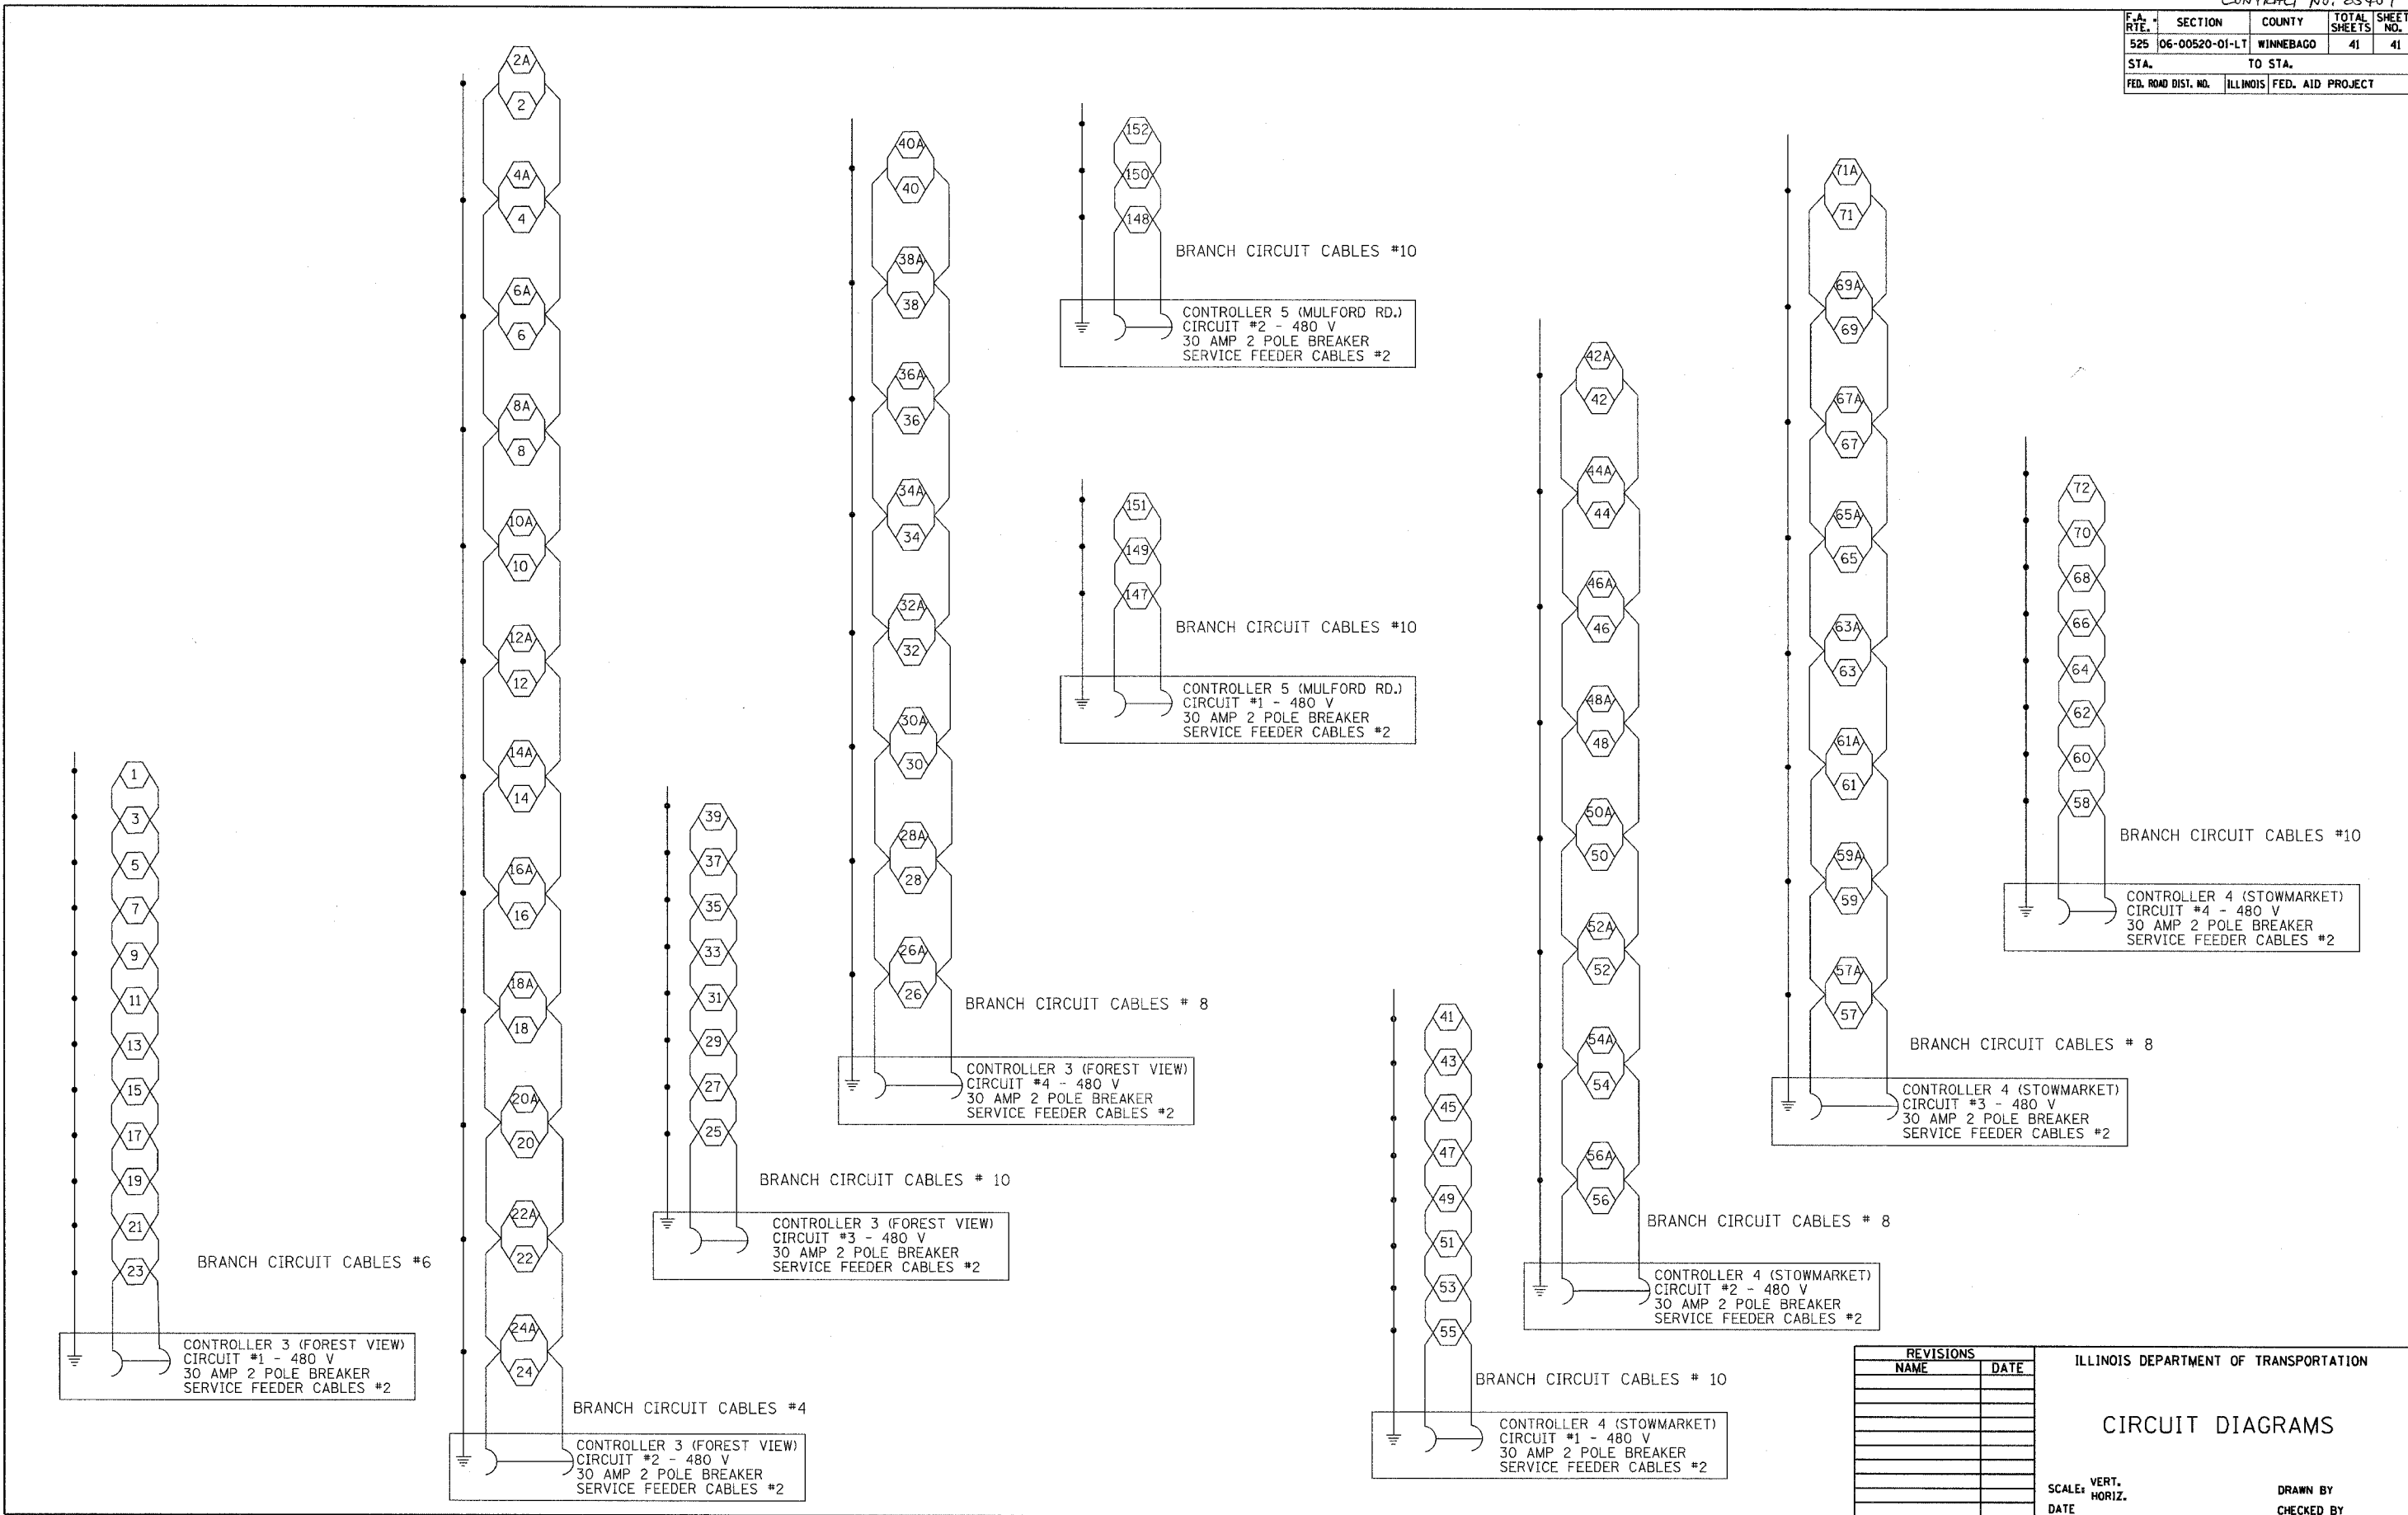 CONTRACT NO. 85407
F.A. RTE. SECTION COUNTY TOTAL SHEETS SHEET NO.
525 06-00520-01-LT WINNEBAGO 41 41
STA. TO STA.
FED. ROAD DIST. NO. ILLINOIS FED. AID PROJECT
1
3
5
7
9
11
13
15
17
19
21
23
BRANCH CIRCUIT CABLES #6
CONTROLLER 3 (FOREST VIEW)
CIRCUIT #1 - 480 V
30 AMP 2 POLE BREAKER
SERVICE FEEDER CABLES #2
2A
2
4A
4
6A
6
8A
8
10A
10
12A
12
14A
14
16A
16
18A
18
20A
20
22A
22
24A
24
BRANCH CIRCUIT CABLES #4
CONTROLLER 3 (FOREST VIEW)
CIRCUIT #2 - 480 V
30 AMP 2 POLE BREAKER
SERVICE FEEDER CABLES #2
39
37
35
33
31
29
27
25
BRANCH CIRCUIT CABLES # 10
CONTROLLER 3 (FOREST VIEW)
CIRCUIT #3 - 480 V
30 AMP 2 POLE BREAKER
SERVICE FEEDER CABLES #2
40A
40
38A
38
36A
36
34A
34
32A
32
30A
30
28A
28
26A
26
BRANCH CIRCUIT CABLES # 8
CONTROLLER 3 (FOREST VIEW)
CIRCUIT #4 - 480 V
30 AMP 2 POLE BREAKER
SERVICE FEEDER CABLES #2
152
150
148
BRANCH CIRCUIT CABLES #10
CONTROLLER 5 (MULFORD RD.)
CIRCUIT #2 - 480 V
30 AMP 2 POLE BREAKER
SERVICE FEEDER CABLES #2
151
149
147
BRANCH CIRCUIT CABLES #10
CONTROLLER 5 (MULFORD RD.)
CIRCUIT #1 - 480 V
30 AMP 2 POLE BREAKER
SERVICE FEEDER CABLES #2
41
43
45
47
49
51
53
55
BRANCH CIRCUIT CABLES # 10
CONTROLLER 4 (STOWMARKET)
CIRCUIT #1 - 480 V
30 AMP 2 POLE BREAKER
SERVICE FEEDER CABLES #2
42A
42
44A
44
46A
46
48A
48
50A
50
52A
52
54A
54
56A
56
BRANCH CIRCUIT CABLES # 8
CONTROLLER 4 (STOWMARKET)
CIRCUIT #2 - 480 V
30 AMP 2 POLE BREAKER
SERVICE FEEDER CABLES #2
71A
71
69A
69
67A
67
65A
65
63A
63
61A
61
59A
59
57A
57
BRANCH CIRCUIT CABLES # 8
CONTROLLER 4 (STOWMARKET)
CIRCUIT #3 - 480 V
30 AMP 2 POLE BREAKER
SERVICE FEEDER CABLES #2
72
70
68
66
64
62
60
58
BRANCH CIRCUIT CABLES #10
CONTROLLER 4 (STOWMARKET)
CIRCUIT #4 - 480 V
30 AMP 2 POLE BREAKER
SERVICE FEEDER CABLES #2
REVISIONS
NAME DATE
ILLINOIS DEPARTMENT OF TRANSPORTATION
CIRCUIT DIAGRAMS
SCALE: VERT.
HORIZ.
DATE
DRAWN BY
CHECKED BY